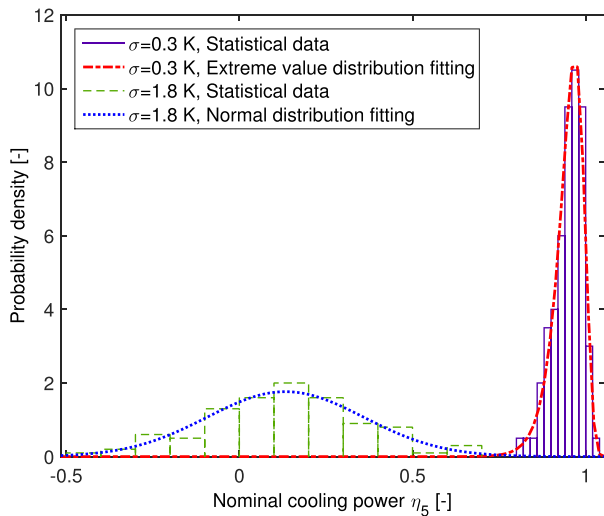 12
10
8
6
4
2
0
Probability density [-]
σ=0.3 K, Statistical data
σ=0.3 K, Extreme value distribution fitting
σ=1.8 K, Statistical data
σ=1.8 K, Normal distribution fitting
-0.5 0 0.5 1
Nominal cooling power η5 [-]